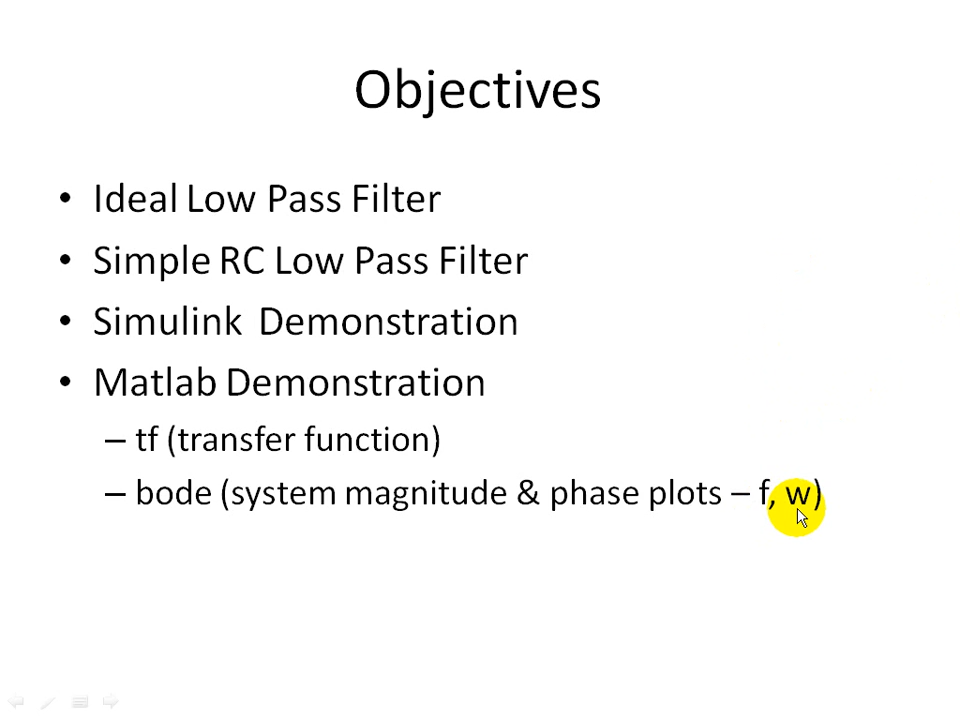 Objectives
• Ideal Low Pass Filter
• Simple RC Low Pass Filter
• Simulink Demonstration
• Matlab Demonstration
– tf (transfer function)
– bode (system magnitude & phase plots – f, w)